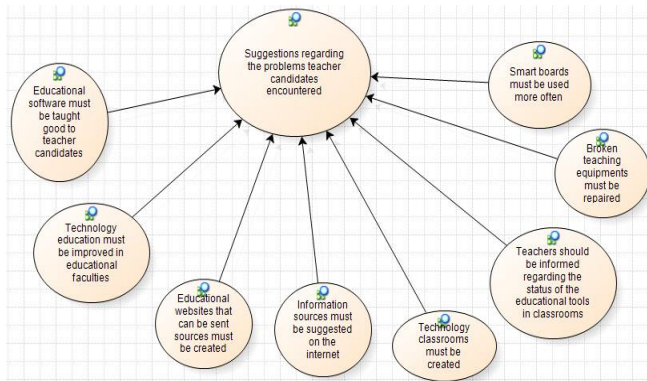 Suggestions regarding
the problems teacher
candidates
encountered
Educational
software must
be taught
good to
teacher
candidates
Technology
education must
be improved in
educational
faculties
Educational
websites that
can be sent
sources must
be created
Information
sources must
be suggested
on the
internet
Technology
classrooms
must be
created
Teachers should
be informed
regarding the
status of the
educational tools
in classrooms
Broken
teaching
equipments
must be
repaired
Smart boards
must be used
more often